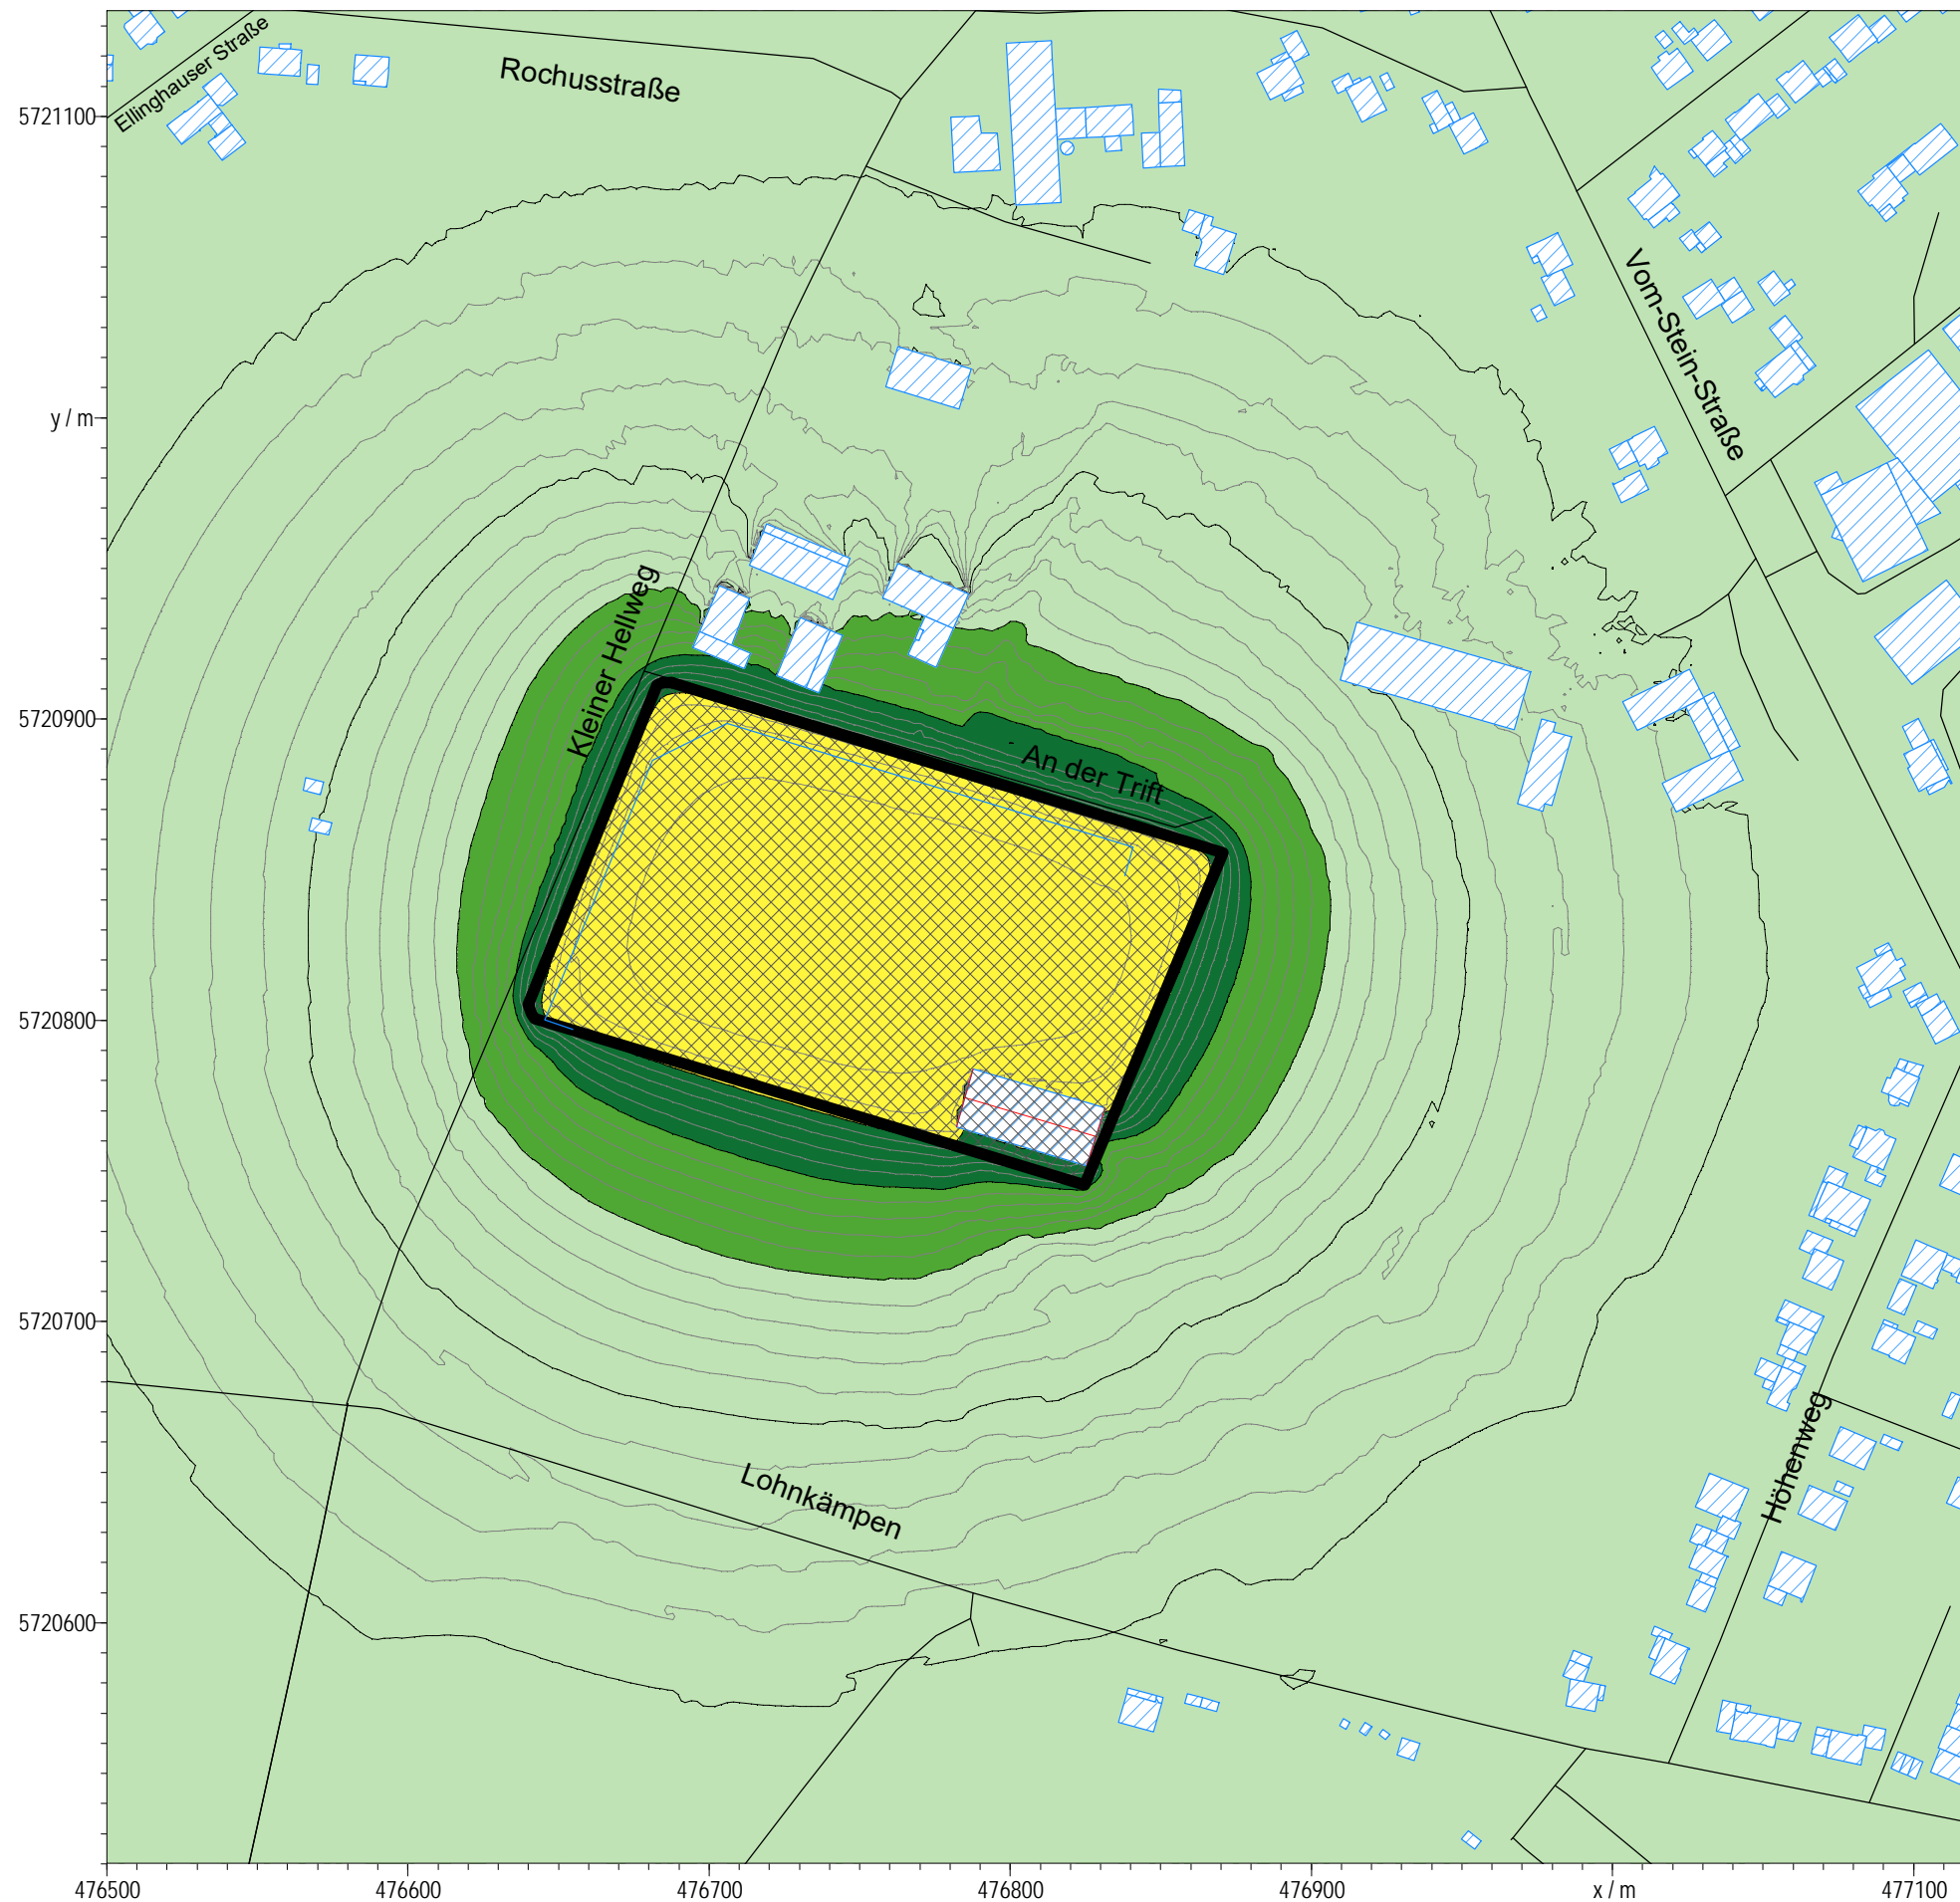 Ellinghauser Straße
Rochusstraße
5721100
Vom-Stein-Straße
y / m
Kleiner Hellweg
5720900
An der Trift
5720800
5720700
Höhenweg
Lohnkämpen
5720600
476500 476600 476700 476800 476900 x / m 477100